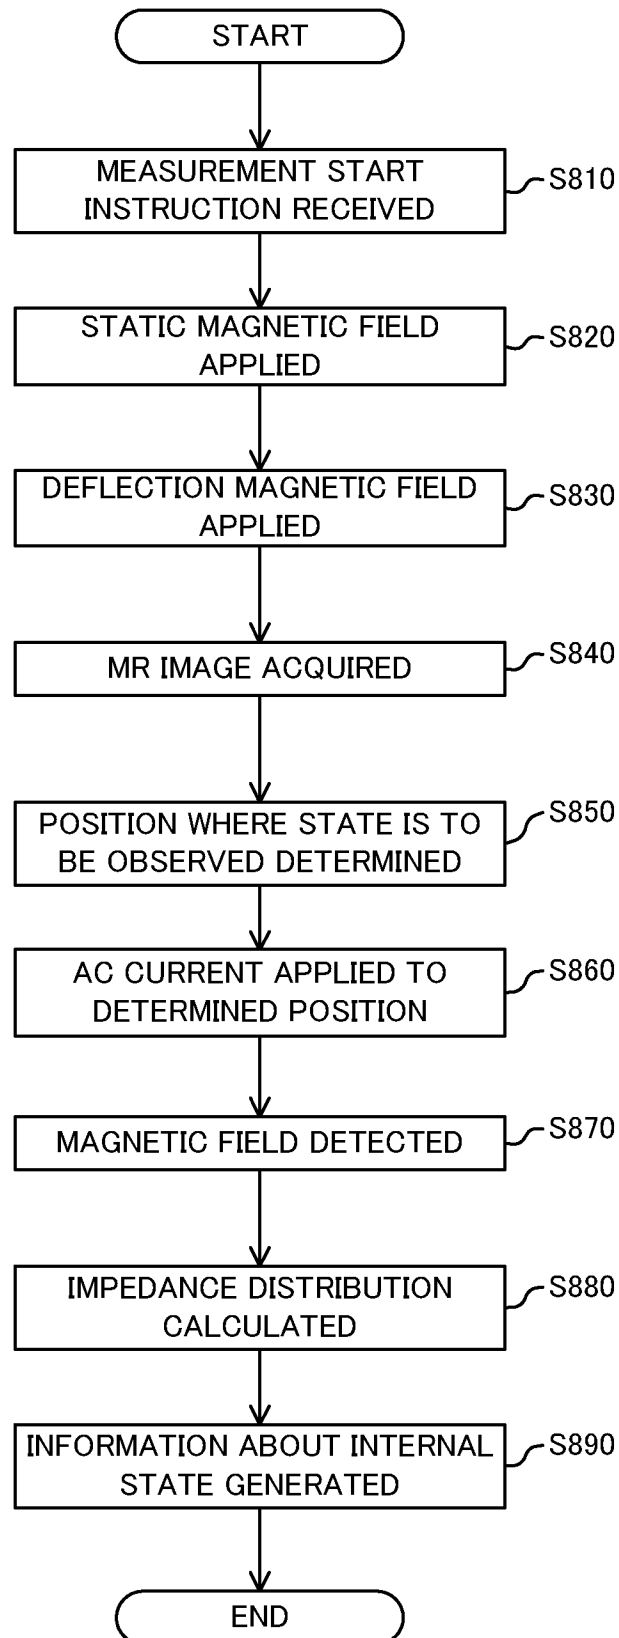 START
MEASUREMENT START
INSTRUCTION RECEIVED
S810
STATIC MAGNETIC FIELD
APPLIED
S820
DEFLECTION MAGNETIC FIELD
APPLIED
S830
MR IMAGE ACQUIRED
S840
POSITION WHERE STATE IS TO
BE OBSERVED DETERMINED
S850
AC CURRENT APPLIED TO
DETERMINED POSITION
S860
MAGNETIC FIELD DETECTED
S870
IMPEDANCE DISTRIBUTION
CALCULATED
S880
INFORMATION ABOUT INTERNAL
STATE GENERATED
S890
END